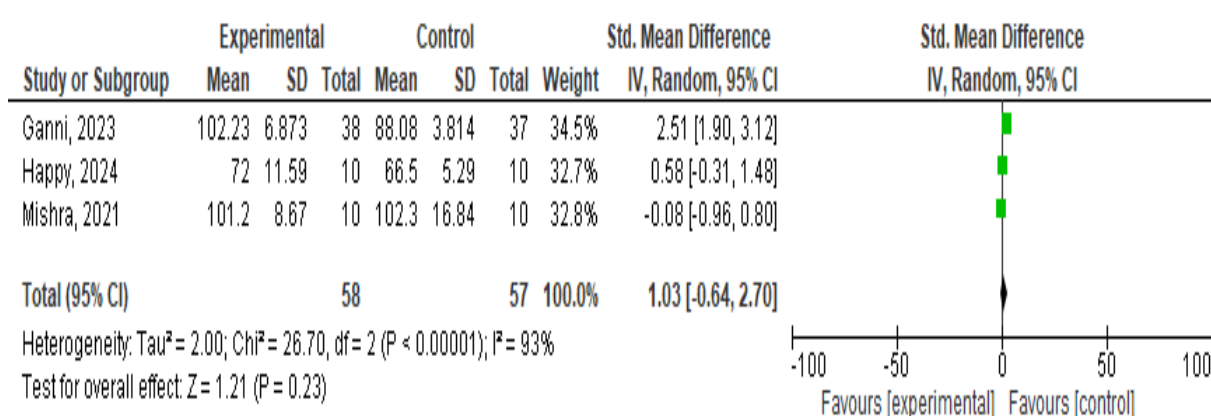 Experimental Control Std. Mean Difference Std. Mean Difference
Study or Subgroup Mean SD Total Mean SD Total Weight IV, Random, 95% CI IV, Random, 95% CI
Ganni, 2023 102.23 6.873 38 88.08 3.814 37 34.5% 2.51 [1.90, 3.12]
Happy, 2024 72 11.59 10 66.5 5.29 10 32.7% 0.58 [-0.31, 1.48]
Mishra, 2021 101.2 8.67 10 102.3 16.84 10 32.8% -0.08 [-0.96, 0.80]
Total (95% CI) 58 57 100.0% 1.03 [-0.64, 2.70]
Heterogeneity: Tau² = 2.00; Chi² = 26.70, df = 2 (P < 0.00001); I² = 93%
Test for overall effect: Z = 1.21 (P = 0.23)
-100 -50 0 50 100
Favours [experimental] Favours [control]